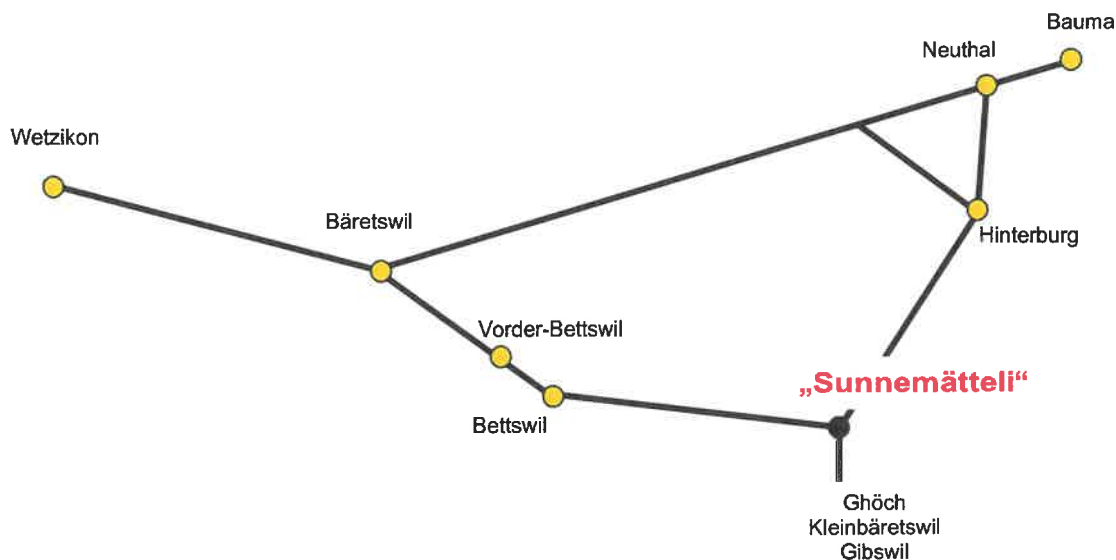 Bauma
Neuthal
Wetzikon
Bäretswil
Hinterburg
Vorder-Bettswil
„Sunnemätteli“
Bettswil
Ghöch
Kleinbäretswil
Gibswil